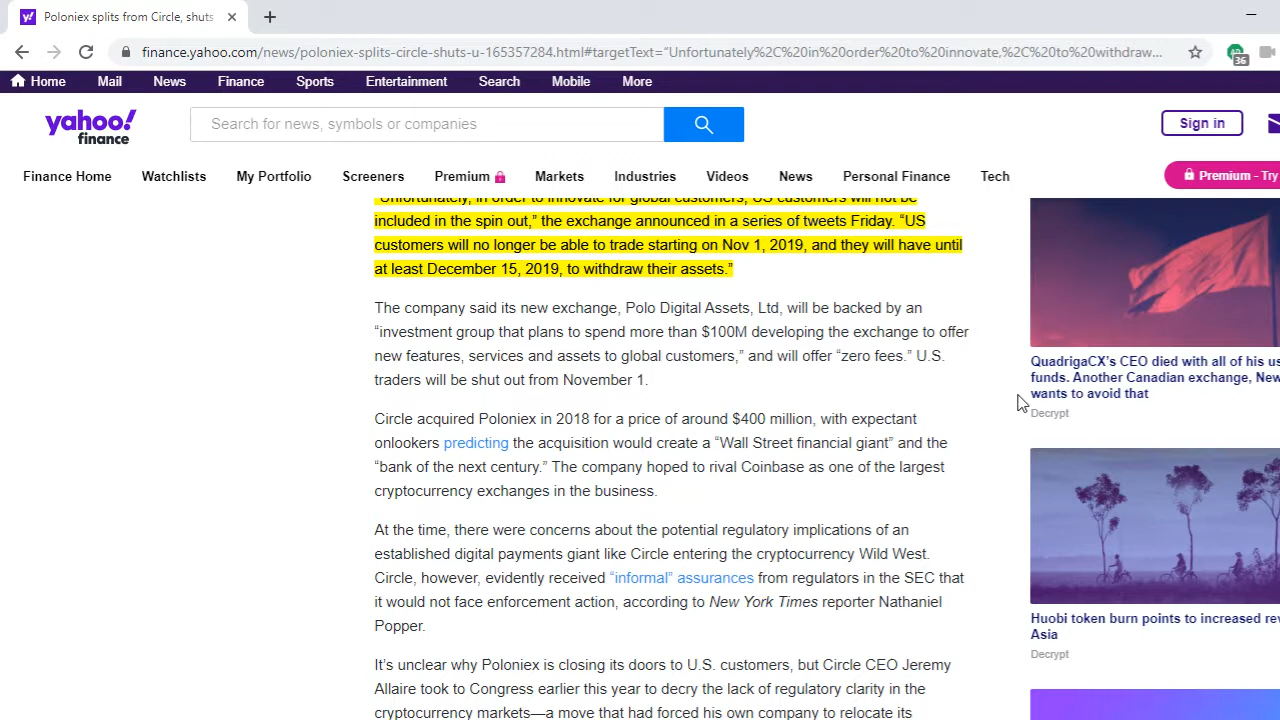 Poloniex splits from Circle, shuts
finance.yahoo.com/news/poloniex-splits-circle-shuts-u-165357284.html#targetText=“Unfortunately%2C%20in%20order%20to%20innovate,%2C%20to%20withdraw...
36
Home Mail News Finance Sports Entertainment Search Mobile More
yahoo!
finance
Search for news, symbols or companies
Sign in
Finance Home Watchlists My Portfolio Screeners Premium Markets Industries Videos News Personal Finance Tech
Premium - Try
“Unfortunately, in order to innovate for global customers, US customers will not be
included in the spin out,” the exchange announced in a series of tweets Friday. “US
customers will no longer be able to trade starting on Nov 1, 2019, and they will have until
at least December 15, 2019, to withdraw their assets.”
The company said its new exchange, Polo Digital Assets, Ltd, will be backed by an
“investment group that plans to spend more than $100M developing the exchange to offer
new features, services and assets to global customers,” and will offer “zero fees.” U.S.
traders will be shut out from November 1.
Circle acquired Poloniex in 2018 for a price of around $400 million, with expectant
onlookers predicting the acquisition would create a “Wall Street financial giant” and the
“bank of the next century.” The company hoped to rival Coinbase as one of the largest
cryptocurrency exchanges in the business.
At the time, there were concerns about the potential regulatory implications of an
established digital payments giant like Circle entering the cryptocurrency Wild West.
Circle, however, evidently received “informal” assurances from regulators in the SEC that
it would not face enforcement action, according to New York Times reporter Nathaniel
Popper.
It’s unclear why Poloniex is closing its doors to U.S. customers, but Circle CEO Jeremy
Allaire took to Congress earlier this year to decry the lack of regulatory clarity in the
cryptocurrency markets—a move that had forced his own company to relocate its
QuadrigaCX’s CEO died with all of his us
funds. Another Canadian exchange, New
wants to avoid that
Decrypt
Huobi token burn points to increased rev
Asia
Decrypt